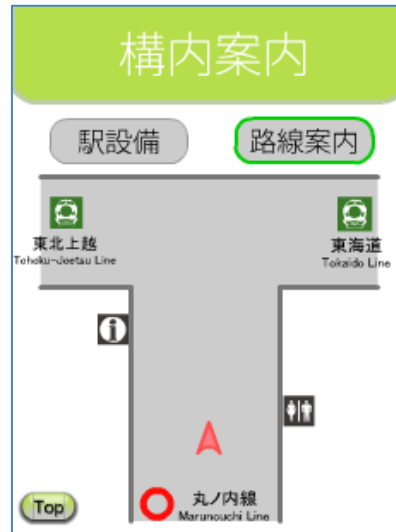 構内案内
駅設備
路線案内
東北上越
Tohoku-Joetsu Line
東海道
Tokaido Line
丸ノ内線
Marunouchi Line
Top